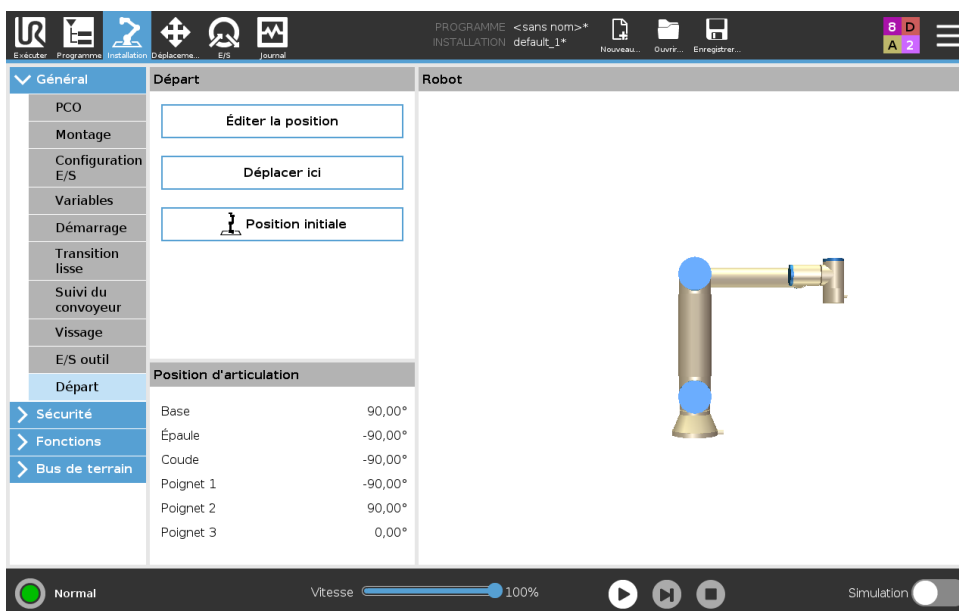 PROGRAMME <sans nom>*
INSTALLATION default_1*
Exécuter Programme Installation Déplaceme... E/S Journal Nouveau... Ouvrir... Enregistrer...
8 D
A 2
Général
PCO
Montage
Configuration
E/S
Variables
Démarrage
Transition
lisse
Suivi du
convoyeur
Vissage
E/S outil
Départ
Sécurité
Fonctions
Bus de terrain
Départ
Éditer la position
Déplacer ici
Position initiale
Position d'articulation
Base 90,00°
Épaule -90,00°
Coude -90,00°
Poignet 1 -90,00°
Poignet 2 90,00°
Poignet 3 0,00°
Robot
Normal Vitesse 100% Simulation